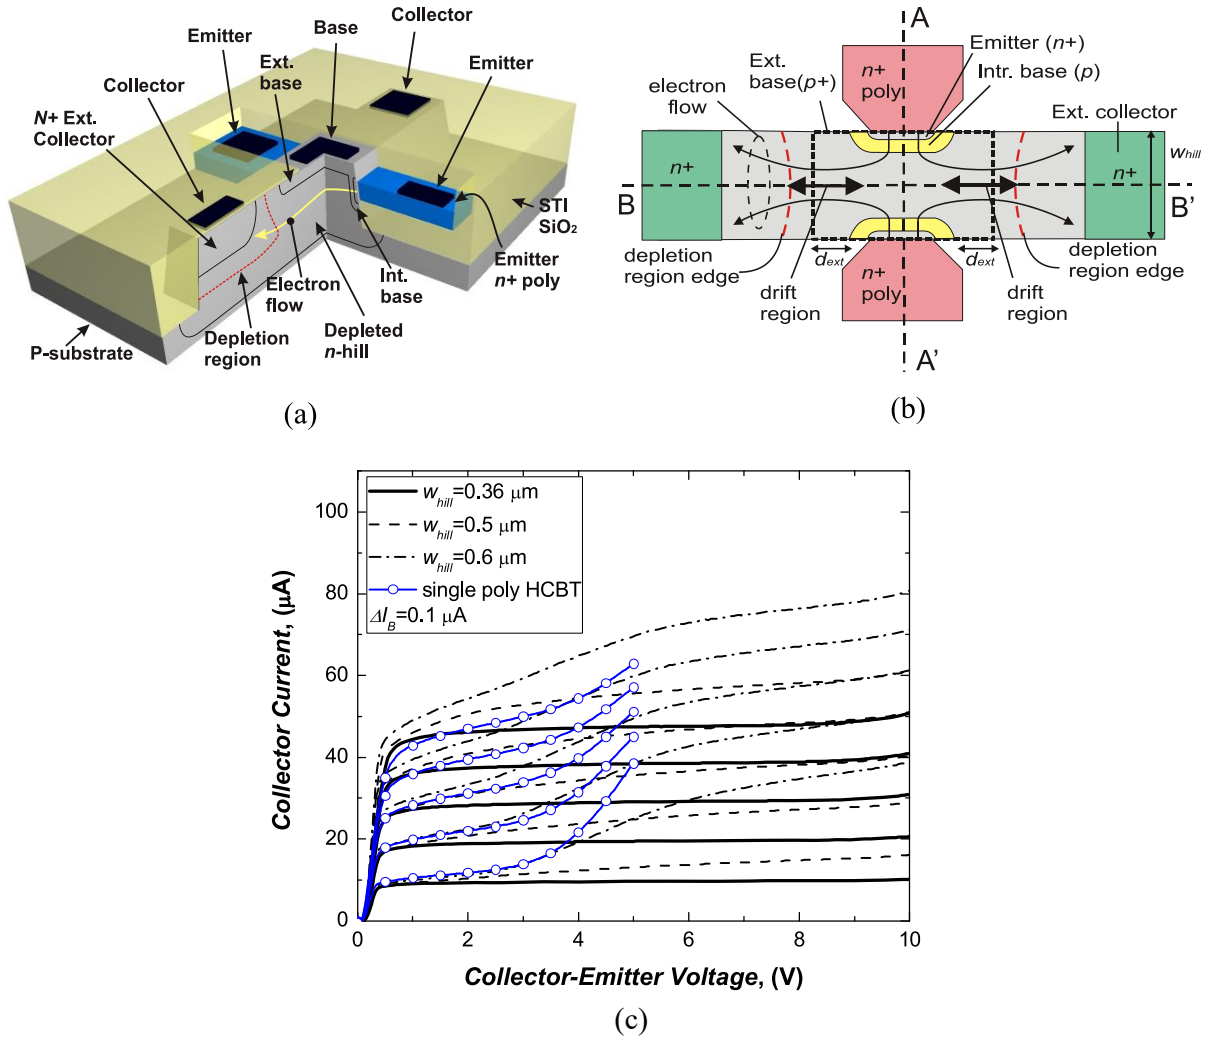 Collector
Base
Emitter
Ext.
base
Emitter
Collector
N+ Ext.
Collector
STI
SiO2
Emitter
n+ poly
Int.
base
Electron
flow
Depleted
n-hill
Depletion
region
P-substrate
(a)
A
Emitter (n+)
Intr. base (p)
n+
poly
Ext.
base(p+)
electron
flow
Ext. collector
whill
n+
n+
B
B'
depletion
region edge
dext
dext
depletion
region edge
n+
poly
drift
region
drift
region
A'
(b)
whill=0.36 μm
whill=0.5 μm
whill=0.6 μm
single poly HCBT
ΔIB=0.1 μA
100
80
60
40
20
0
Collector Current, (μA)
0
2
4
6
8
10
Collector-Emitter Voltage, (V)
(c)